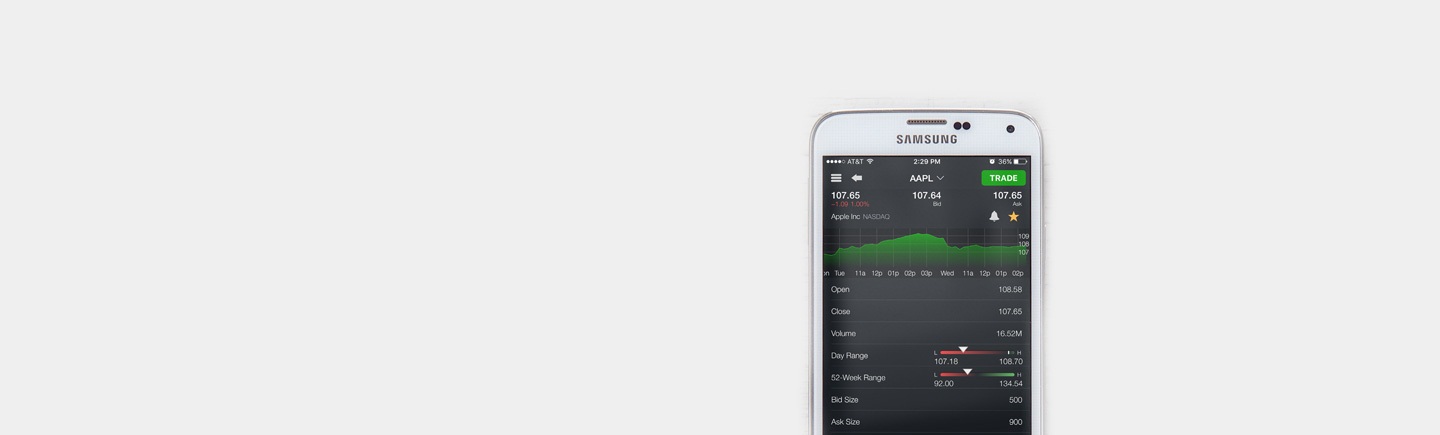 SAMSUNG
AT&T 2:29 PM 36%
AAPL TRADE
107.65 107.64 107.65
-1.09 1.00% Bid Ask
Apple Inc NASDAQ
109
108
107
on Tue 11a 12p 01p 02p 03p Wed 11a 12p 01p 02p
Open 108.58
Close 107.65
Volume 16.52M
Day Range L H
107.18 108.70
52-Week Range L H
92.00 134.54
Bid Size 500
Ask Size 900